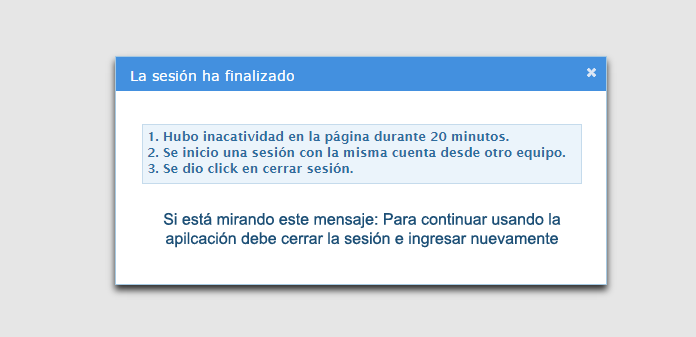 La sesión ha finalizado
1. Hubo inacatividad en la página durante 20 minutos.
2. Se inicio una sesión con la misma cuenta desde otro equipo.
3. Se dio click en cerrar sesión.
Si está mirando este mensaje: Para continuar usando la
apilcación debe cerrar la sesión e ingresar nuevamente